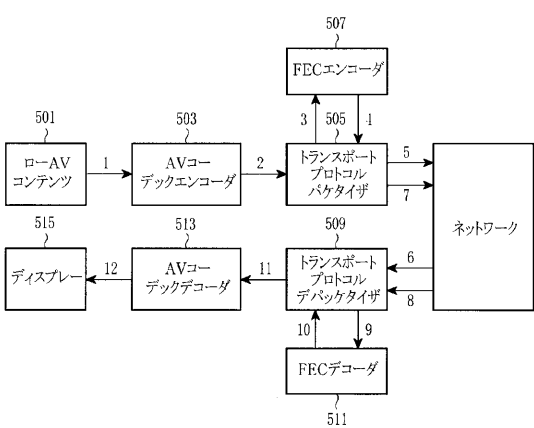 507
FECエンコーダ
501
503
3
505
4
ローAV
コンテンツ
1
AVコー
デックエンコーダ
2
トランスポート
プロトコル
パケタイザ
5
7
ネットワーク
515
513
509
ディスプレー
12
AVコー
デックデコーダ
11
トランスポート
プロトコル
デパッケタイザ
6
8
10
9
FECデコーダ
511